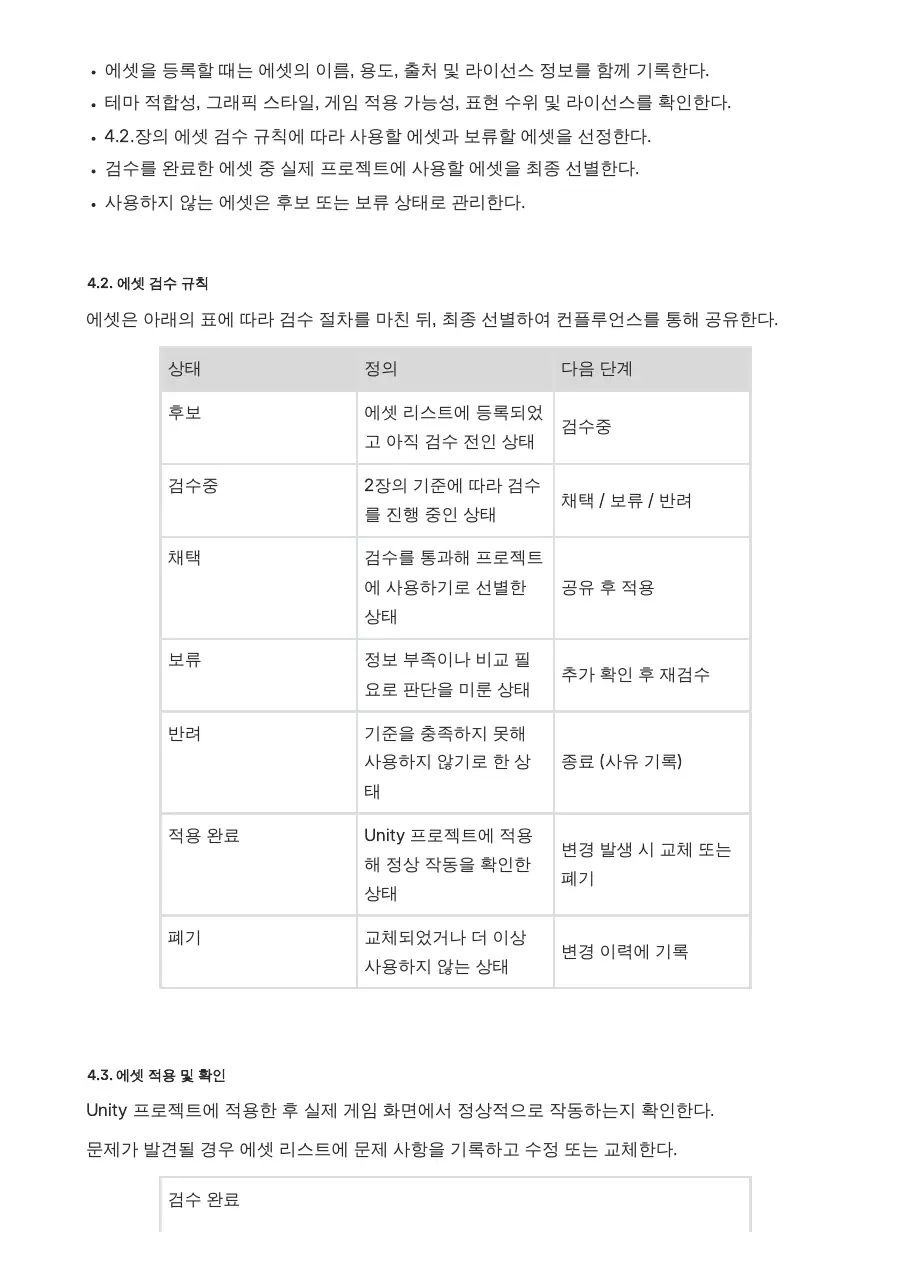 • 에셋을 등록할 때는 에셋의 이름, 용도, 출처 및 라이선스 정보를 함께 기록한다.
• 테마 적합성, 그래픽 스타일, 게임 적용 가능성, 표현 수위 및 라이선스를 확인한다.
• 4.2.장의 에셋 검수 규칙에 따라 사용할 에셋과 보류할 에셋을 선정한다.
• 검수를 완료한 에셋 중 실제 프로젝트에 사용할 에셋을 최종 선별한다.
• 사용하지 않는 에셋은 후보 또는 보류 상태로 관리한다.
4.2. 에셋 검수 규칙
에셋은 아래의 표에 따라 검수 절차를 마친 뒤, 최종 선별하여 컨플루언스를 통해 공유한다.
상태 정의 다음 단계
후보
에셋 리스트에 등록되었
고 아직 검수 전인 상태
검수중
검수중
2장의 기준에 따라 검수
를 진행 중인 상태
채택 / 보류 / 반려
채택
검수를 통과해 프로젝트
에 사용하기로 선별한
상태
공유 후 적용
보류
정보 부족이나 비교 필
요로 판단을 미룬 상태
추가 확인 후 재검수
반려
기준을 충족하지 못해
사용하지 않기로 한 상
태
종료 (사유 기록)
적용 완료
Unity 프로젝트에 적용
해 정상 작동을 확인한
상태
변경 발생 시 교체 또는
폐기
폐기
교체되었거나 더 이상
사용하지 않는 상태
변경 이력에 기록
4.3. 에셋 적용 및 확인
Unity 프로젝트에 적용한 후 실제 게임 화면에서 정상적으로 작동하는지 확인한다.
문제가 발견될 경우 에셋 리스트에 문제 사항을 기록하고 수정 또는 교체한다.
검수 완료